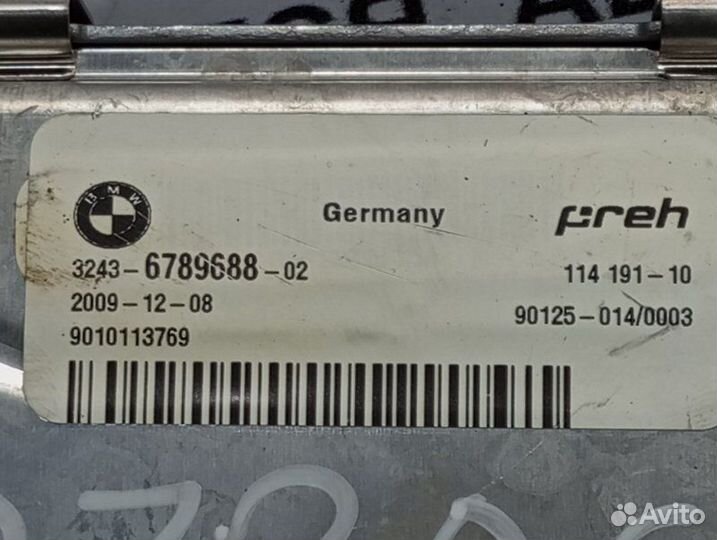 BMW
Germany
preh
3243-6789688-02
114 191-10
2009-12-08
90125-014/0003
9010113769
Avito